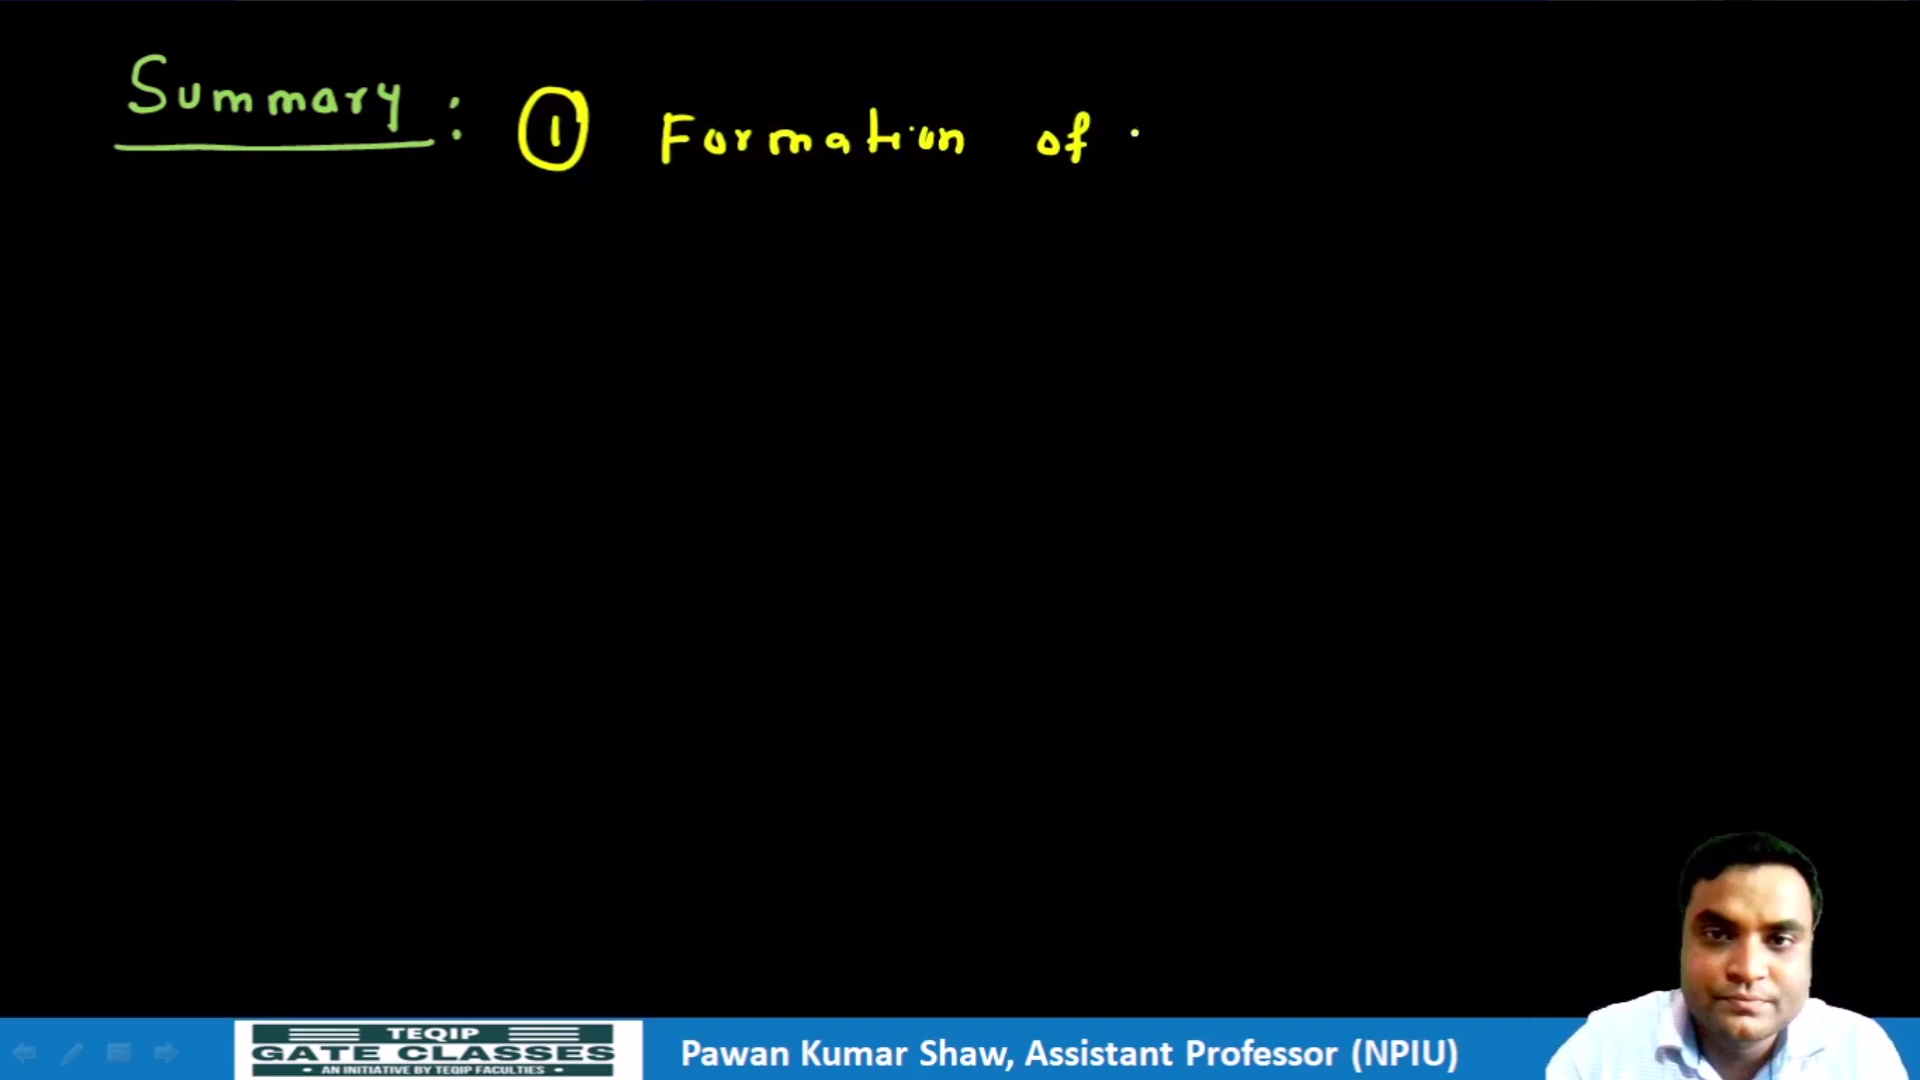 Summary : ① Formation of
TEQIP
GATE CLASSES
• AN INITIATIVE BY TEQIP FACULTIES •
Pawan Kumar Shaw, Assistant Professor (NPIU)